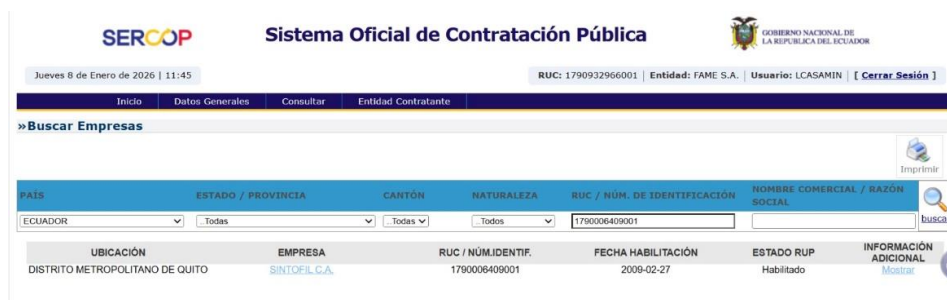 SERCOP
Sistema Oficial de Contratación Pública
GOBIERNO NACIONAL DE
LA REPUBLICA DEL ECUADOR
Jueves 8 de Enero de 2026 | 11:45
RUC: 1790932966001 | Entidad: FAME S.A. | Usuario: LCASAMIN | [ Cerrar Sesión ]
Inicio Datos Generales Consultar Entidad Contratante
»Buscar Empresas
Imprimir
PAÍS ESTADO / PROVINCIA CANTÓN NATURALEZA RUC / NÚM. DE IDENTIFICACIÓN NOMBRE COMERCIAL / RAZÓN SOCIAL
ECUADOR ..Todas ..Todas ..Todos 1790006409001 busca
UBICACIÓN EMPRESA RUC / NÚM.IDENTIF. FECHA HABILITACIÓN ESTADO RUP INFORMACIÓN ADICIONAL
DISTRITO METROPOLITANO DE QUITO SINTOFIL C.A. 1790006409001 2009-02-27 Habilitado Mostrar